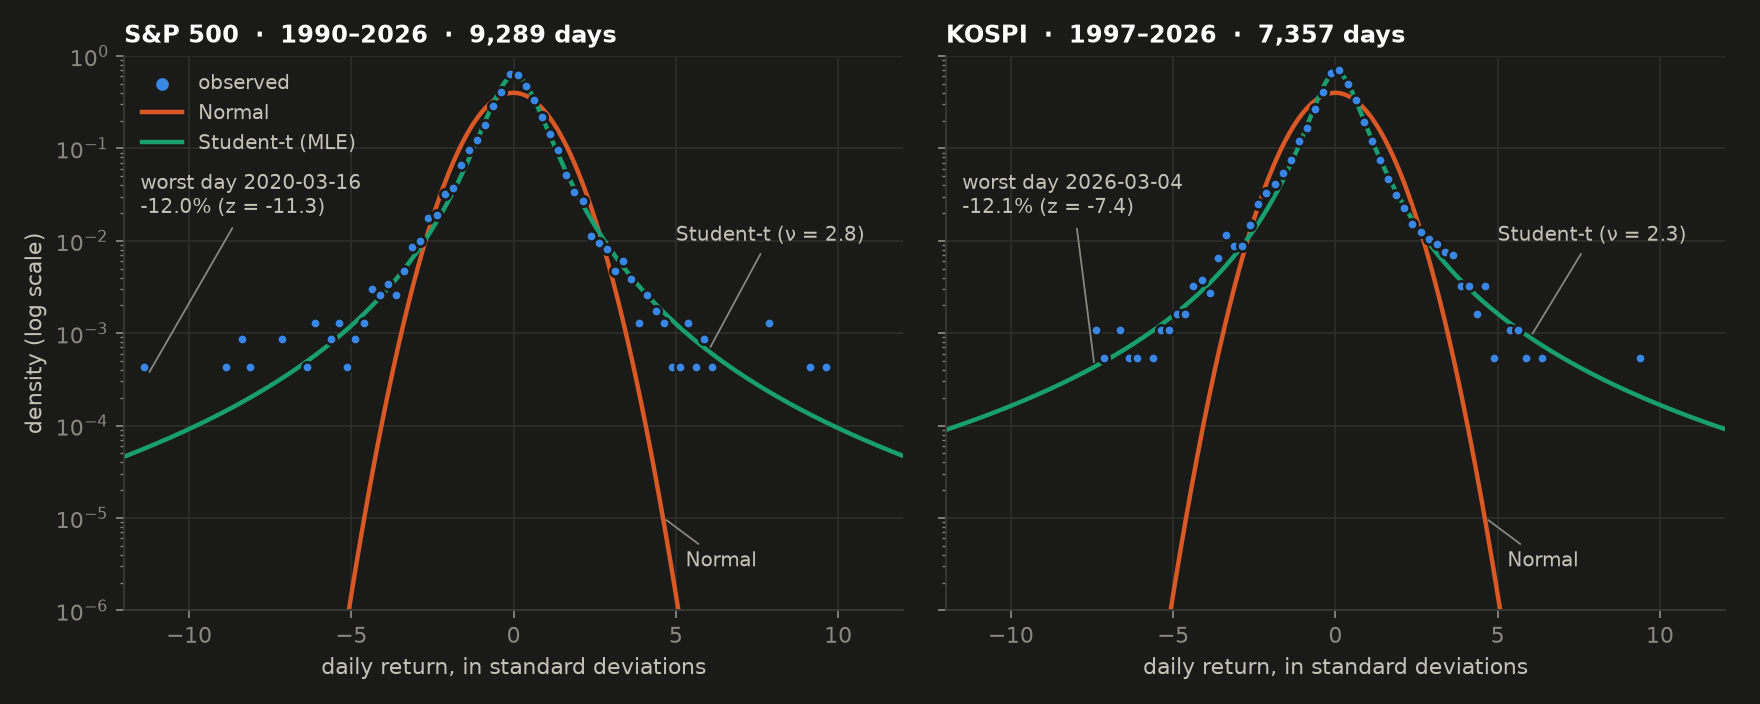 S&P 500 · 1990–2026 · 9,289 days
10⁰
10⁻¹
10⁻²
10⁻³
10⁻⁴
10⁻⁵
10⁻⁶
density (log scale)
observed
Normal
Student-t (MLE)
worst day 2020-03-16
-12.0% (z = -11.3)
Student-t (ν = 2.8)
Normal
−10
−5
0
5
10
daily return, in standard deviations
KOSPI · 1997–2026 · 7,357 days
worst day 2026-03-04
-12.1% (z = -7.4)
Student-t (ν = 2.3)
Normal
−10
−5
0
5
10
daily return, in standard deviations